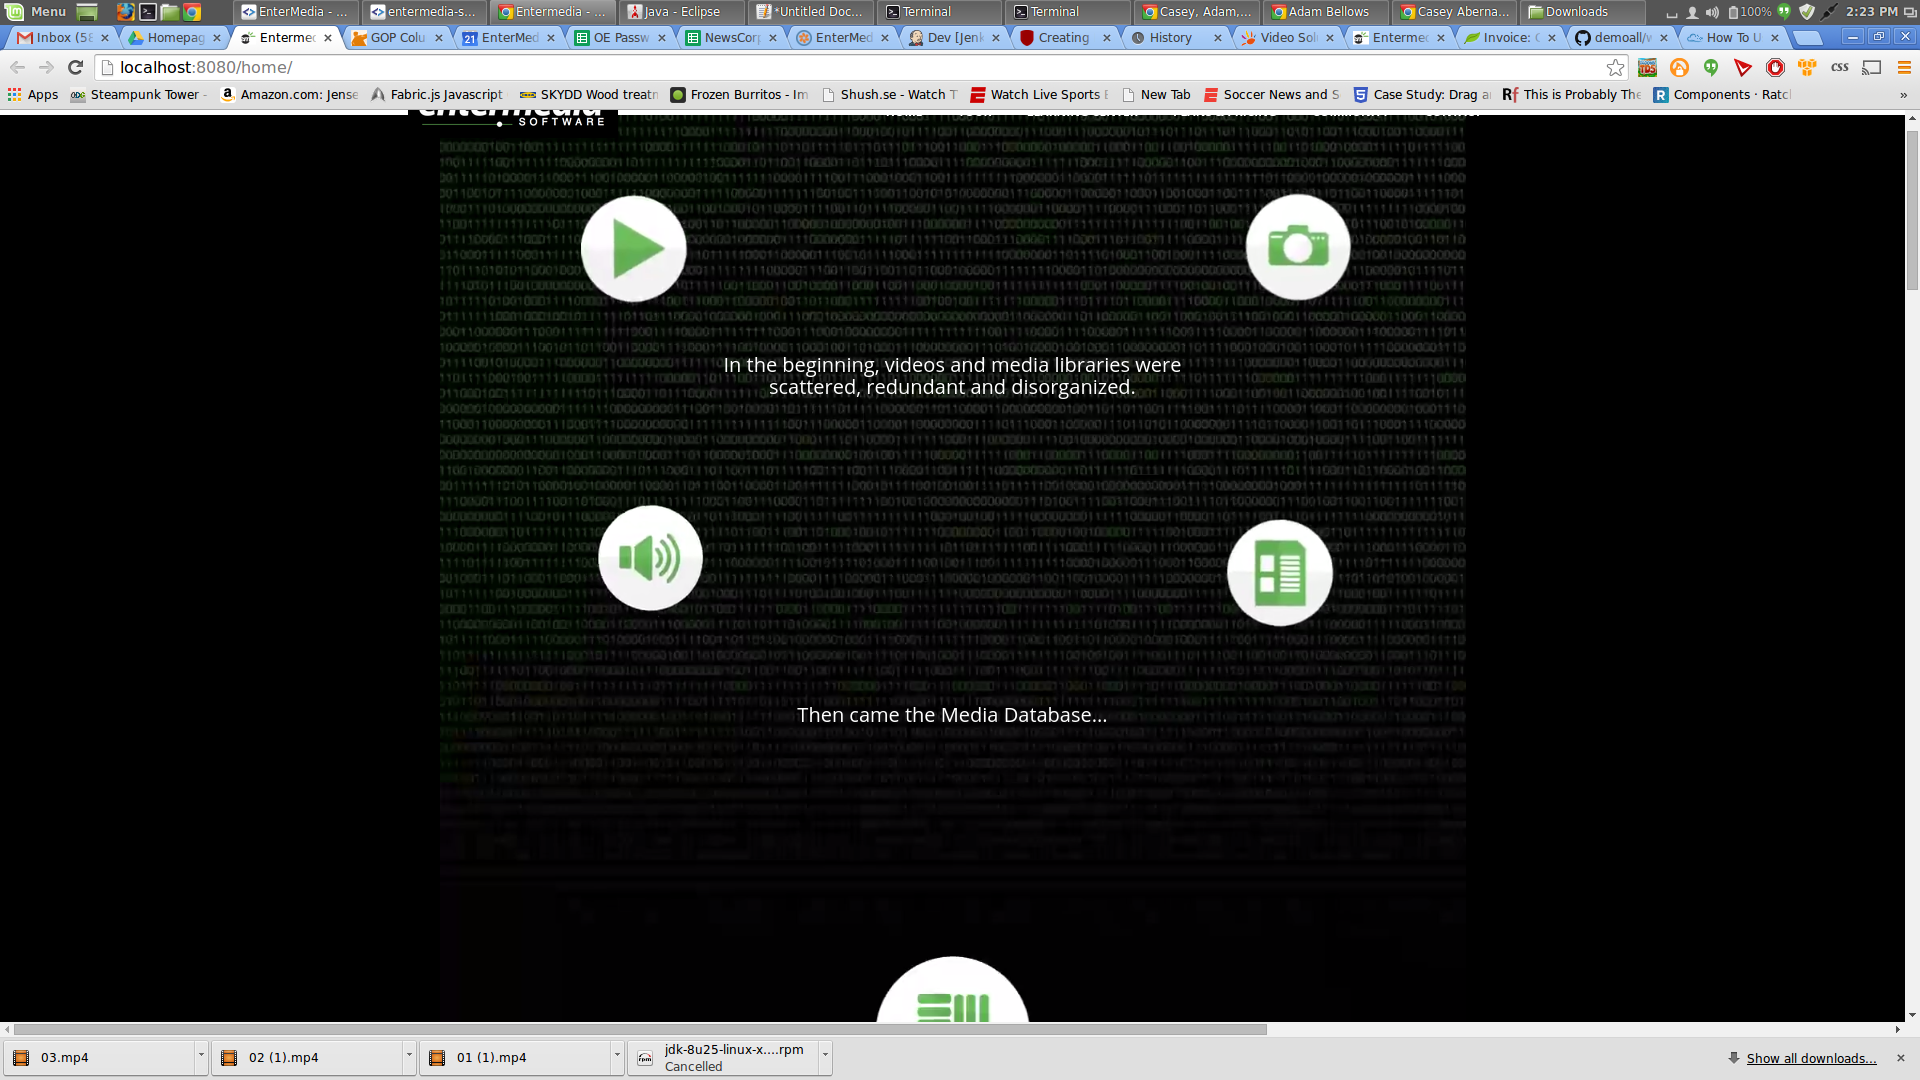 Menu
EnterMedia - ...
entermedia-s...
Entermedia - ...
Java - Eclipse
*Untitled Doc...
Terminal
Terminal
Casey, Adam,...
Adam Bellows
Casey Aberna...
Downloads
100%
2:23 PM
Inbox (58
Homepag
Entermed
GOP Colu
EnterMed
OE Passw
NewsCorp
EnterMed
Dev [Jenk
Creating
History
Video Sol
Entermed
Invoice: C
demoall/v
How To U
localhost:8080/home/
css
Apps
Steampunk Tower -
Amazon.com: Jense
Fabric.js Javascript
SKYDD Wood treatn
Frozen Burritos - Im
Shush.se - Watch T
Watch Live Sports
New Tab
Soccer News and S
Case Study: Drag a
This is Probably The
Components · Ratc
»
SOFTWARE
In the beginning, videos and media libraries were
scattered, redundant and disorganized.
Then came the Media Database...
03.mp4
02 (1).mp4
01 (1).mp4
jdk-8u25-linux-x....rpm
Cancelled
Show all downloads...